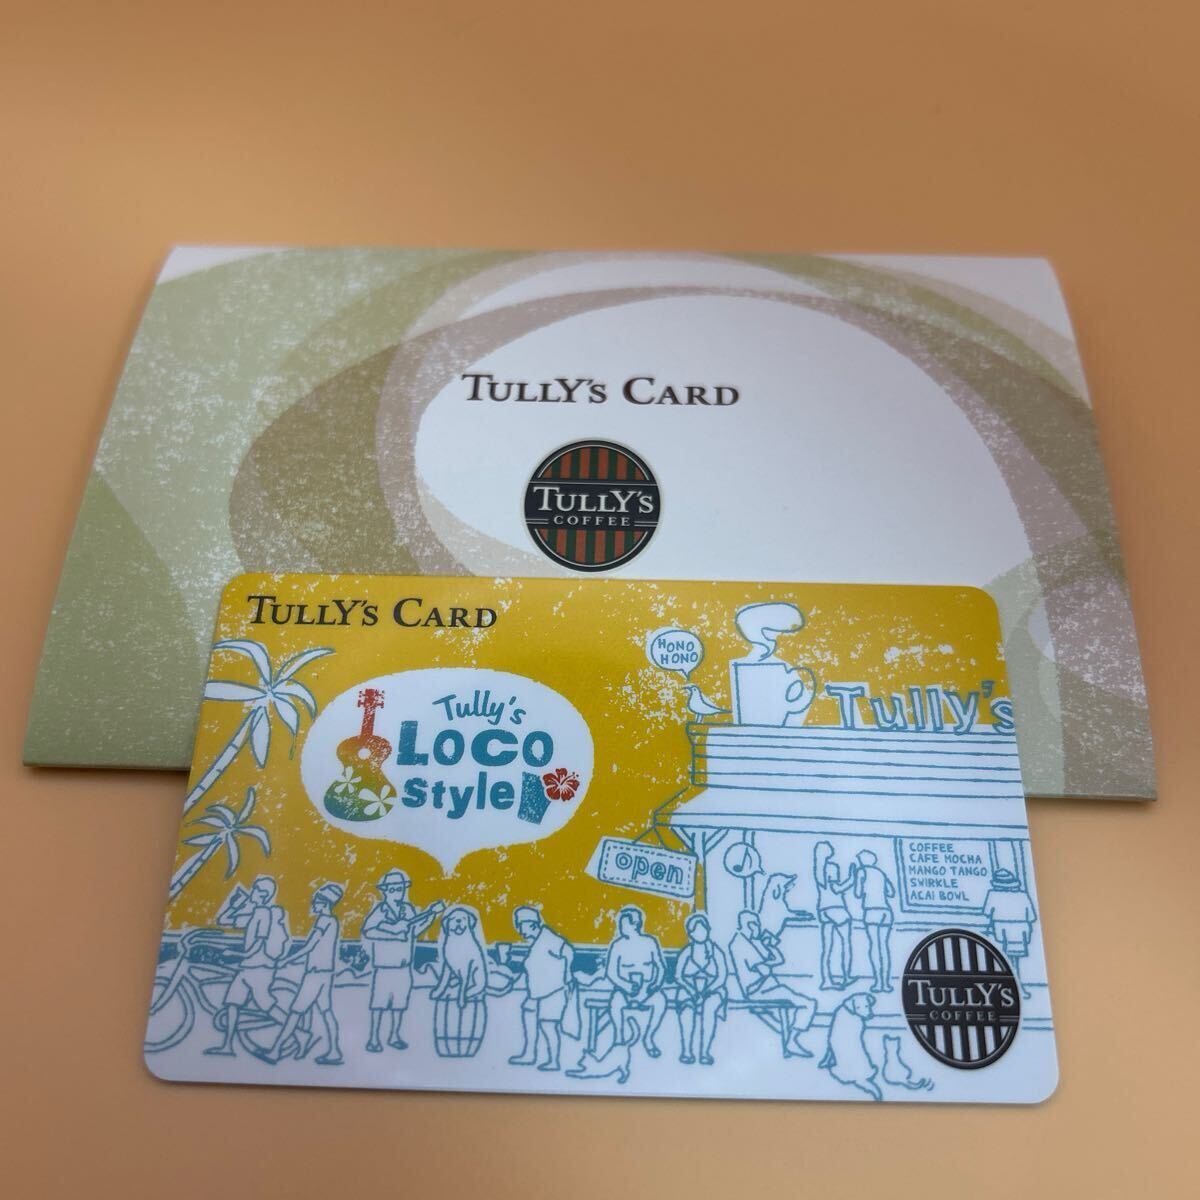 TULLY'S CARD
TULLY'S
COFFEE
TULLY'S CARD
HONO
HONO
Tully's
Tully's
LOCO
style
open
COFFEE
CAFE MOCHA
MANGO TANGO
SWIRKLE
ACAI BOWL
TULLY'S
COFFEE